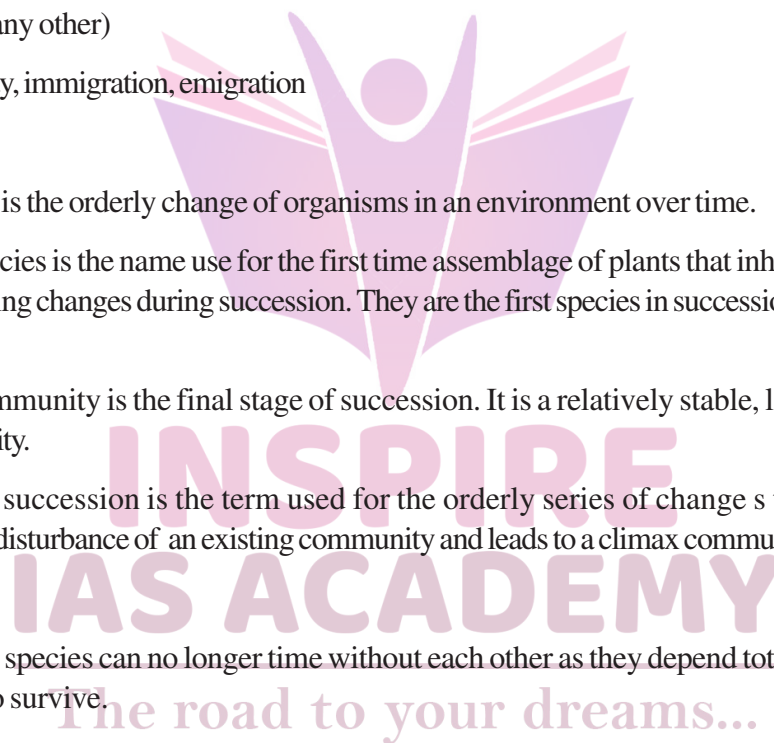 any other)
y, immigration, emigration
is the orderly change of organisms in an environment over time.
cies is the name use for the first time assemblage of plants that inh
ing changes during succession. They are the first species in successio
mmunity is the final stage of succession. It is a relatively stable, l
ity.
succession is the term used for the orderly series of change s
disturbance of an existing community and leads to a climax commu
species can no longer time without each other as they depend tot
o survive.
INSPIRE
IAS ACADEMY
The road to your dreams...